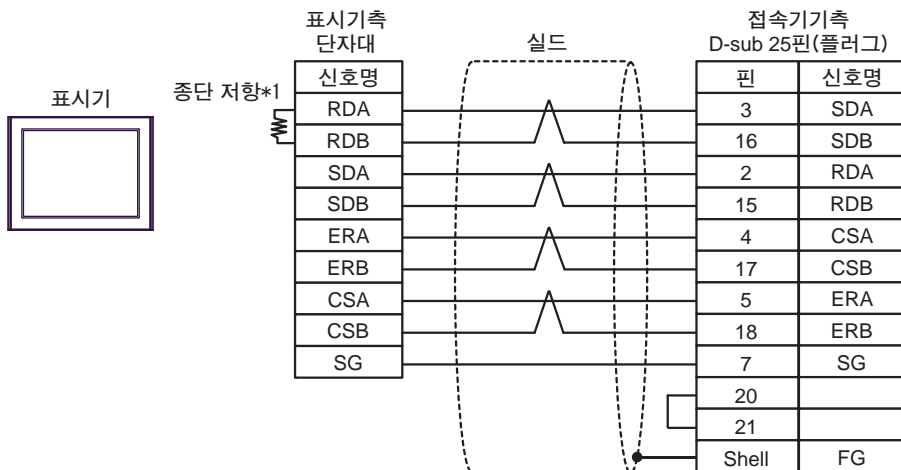 표시기측
단자대
실드
접속기기측
D-sub 25핀(플러그)
표시기
종단 저항*1
신호명
핀 신호명
RDA 3 SDA
RDB 16 SDB
SDA 2 RDA
SDB 15 RDB
ERA 4 CSA
ERB 17 CSB
CSA 5 ERA
CSB 18 ERB
SG 7 SG
20
21
Shell FG